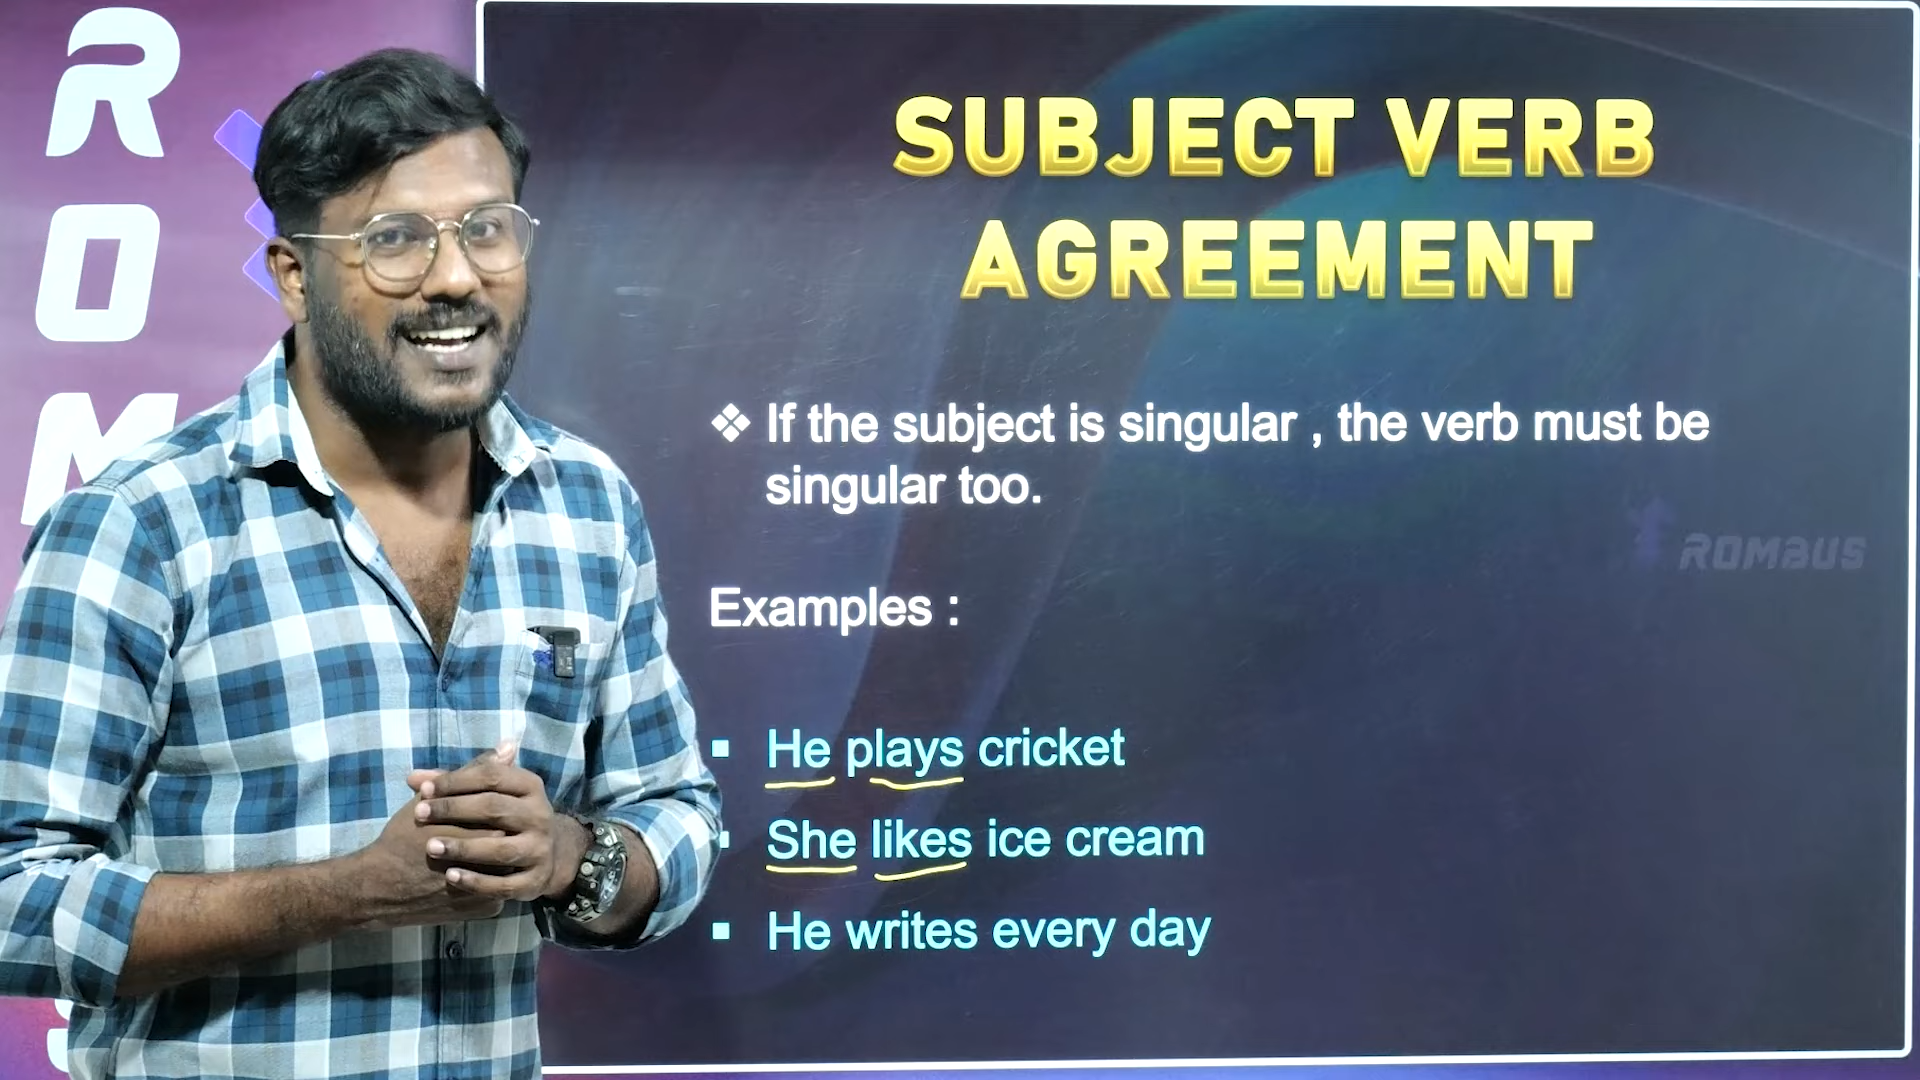 ROM
SUBJECT VERB
AGREEMENT
❖ If the subject is singular , the verb must be
singular too.
ROMBUS
Examples :
▪ He plays cricket
▪ She likes ice cream
▪ He writes every day